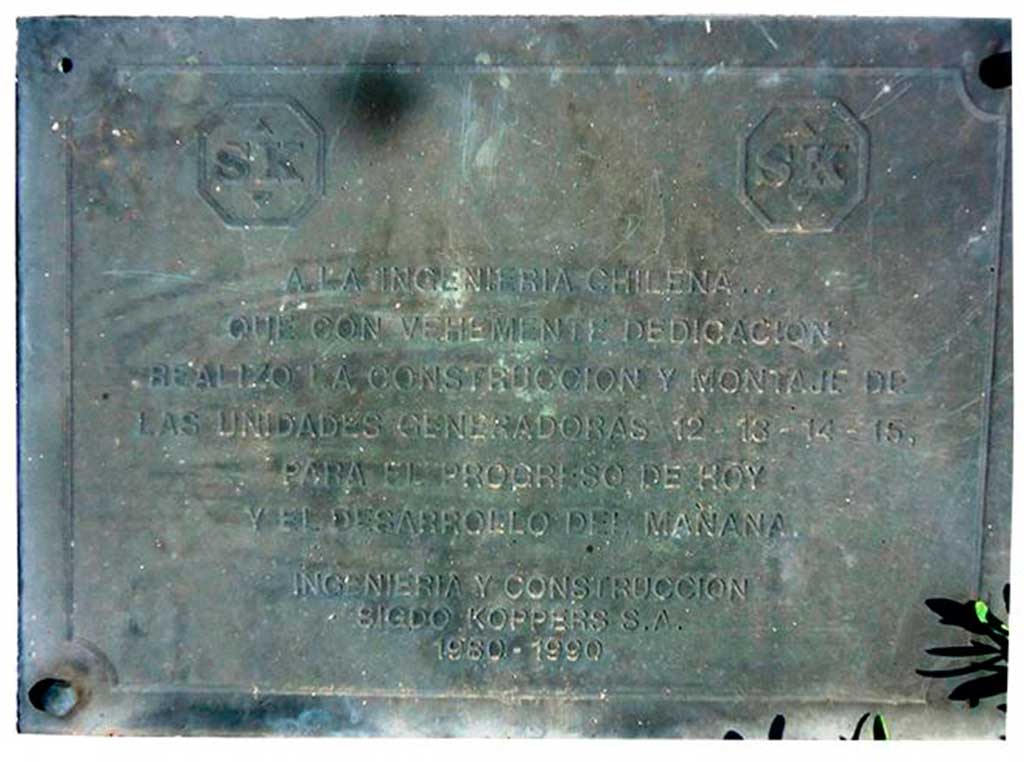 SK SK
A LA INGENIERIA CHILENA...
QUE CON VEHEMENTE DEDICACION,
REALIZO LA CONSTRUCCION Y MONTAJE DE
LAS UNIDADES GENERADORAS 12-13-14-15,
PARA EL PROGRESO DE HOY
Y EL DESARROLLO DEL MAÑANA.
INGENIERIA Y CONSTRUCCION
SIGDO KOPPERS S.A.
1980-1990